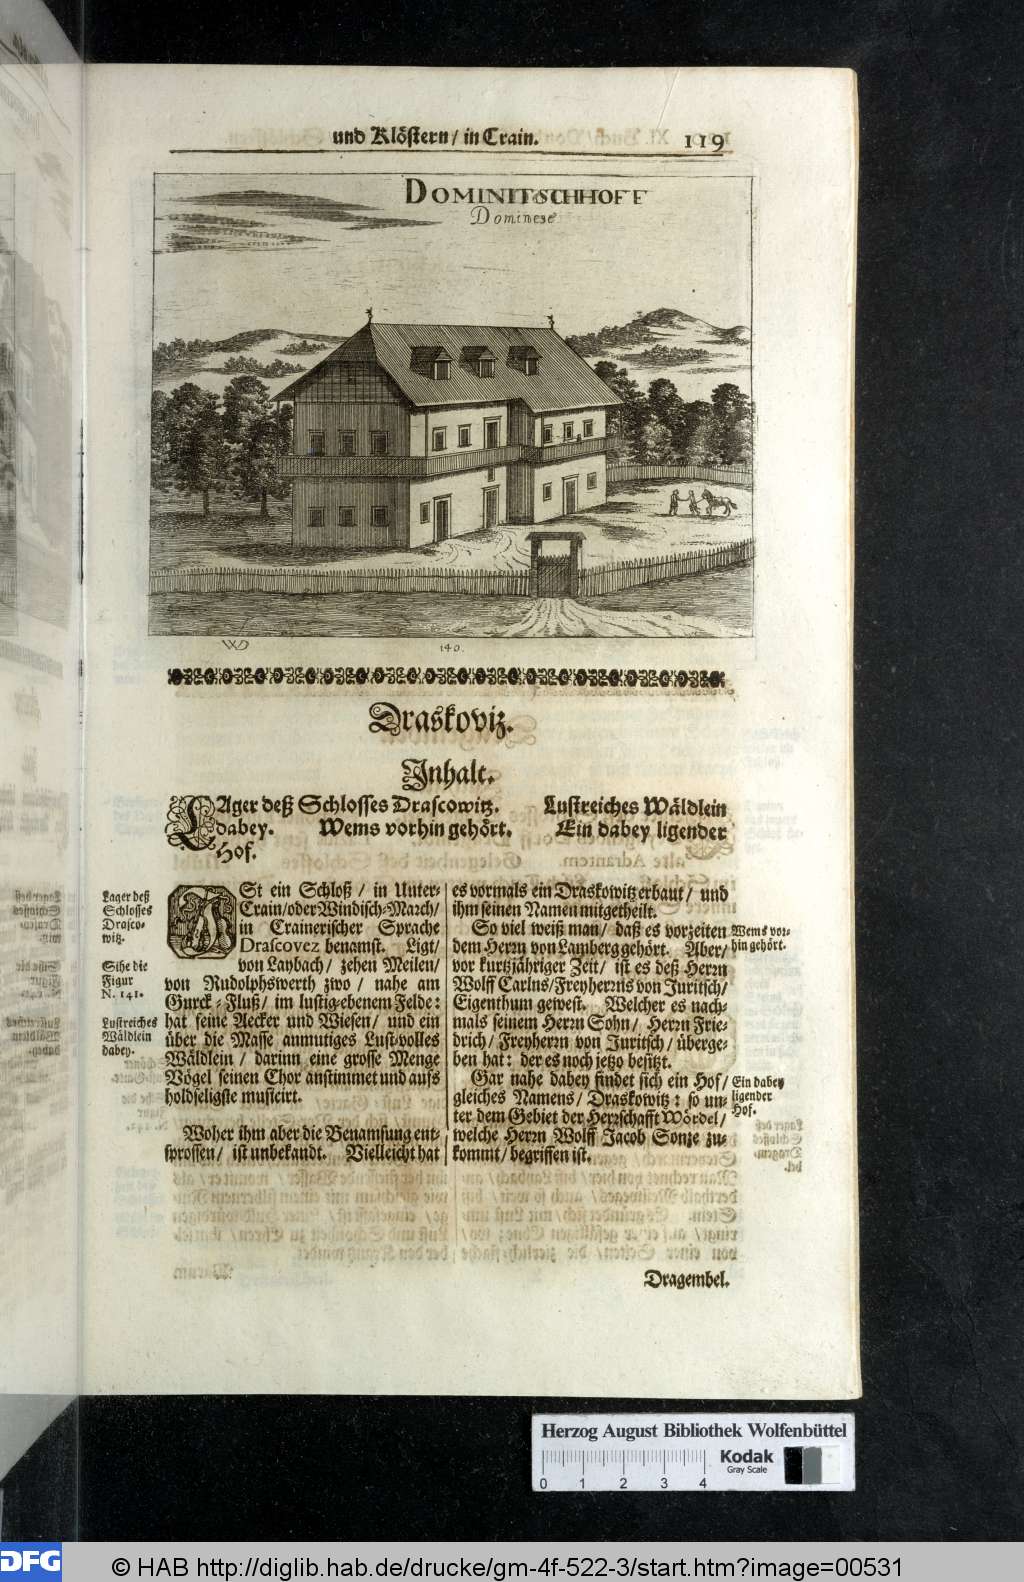 und Klöstern/ in Crain.
119
DOMINITSCHHOFF
Dominese
WD
140.
Draskoviz.
Inhalt.
LAger deß Schlosses Drascowitz. Lustreiches Wäldlein
dabey. Wems vorhin gehört. Ein dabey ligender
Hof.
Lager deß
Schlosses
Drasco-
witz.
Sihe die
Figur
N. 141.
Lustreiches
Wäldlein
dabey.
IST ein Schloß / in Unter-
Crain/ oder Windisch-March/
in Crainerischer Sprache
Drascovez benamst. Ligt/
von Laybach/ zehen Meilen/
von Rudolphswerth zwo / nahe am
Gurck-Fluß/ im lustig-ebenem Felde:
hat seine Aecker und Wiesen/ und ein
über die Masse anmutiges Lust-volles
Wäldlein / darinn eine grosse Menge
Vögel seinen Chor anstimmet und aufs
holdseligste musicirt.
Woher ihm aber die Benamsung ent-
sprossen/ ist unbekandt. Vielleicht hat
es vormals ein Draskowitz erbaut/ und
ihm seinen Namen mitgetheilt.
So viel weiß man/ daß es vorzeiten
dem Herrn von Lamberg gehört. Aber/
vor kurtzjähriger Zeit/ ist es deß Herrn
Wolff Carlns/ Freyherrns von Juritsch/
Eigenthum gewest. Welcher es nach-
mals seinem Herrn Sohn/ Herrn Frie-
drich/ Freyherrn von Juritsch/ überge-
ben hat: der es noch jetzo besitzt.
Gar nahe dabey findet sich ein Hof/
gleiches Namens/ Draskowitz: so un-
ter dem Gebiet der Herrschafft Wördel/
welche Herrn Wolff Jacob Sonze zu-
kommt/ begriffen ist.
Wems vor-
hin gehört.
Ein dabey
ligender
Hof.
Dragembel.
Herzog August Bibliothek Wolfenbüttel
0 1 2 3 4
Kodak
Gray Scale
DFG
© HAB http://diglib.hab.de/drucke/gm-4f-522-3/start.htm?image=00531